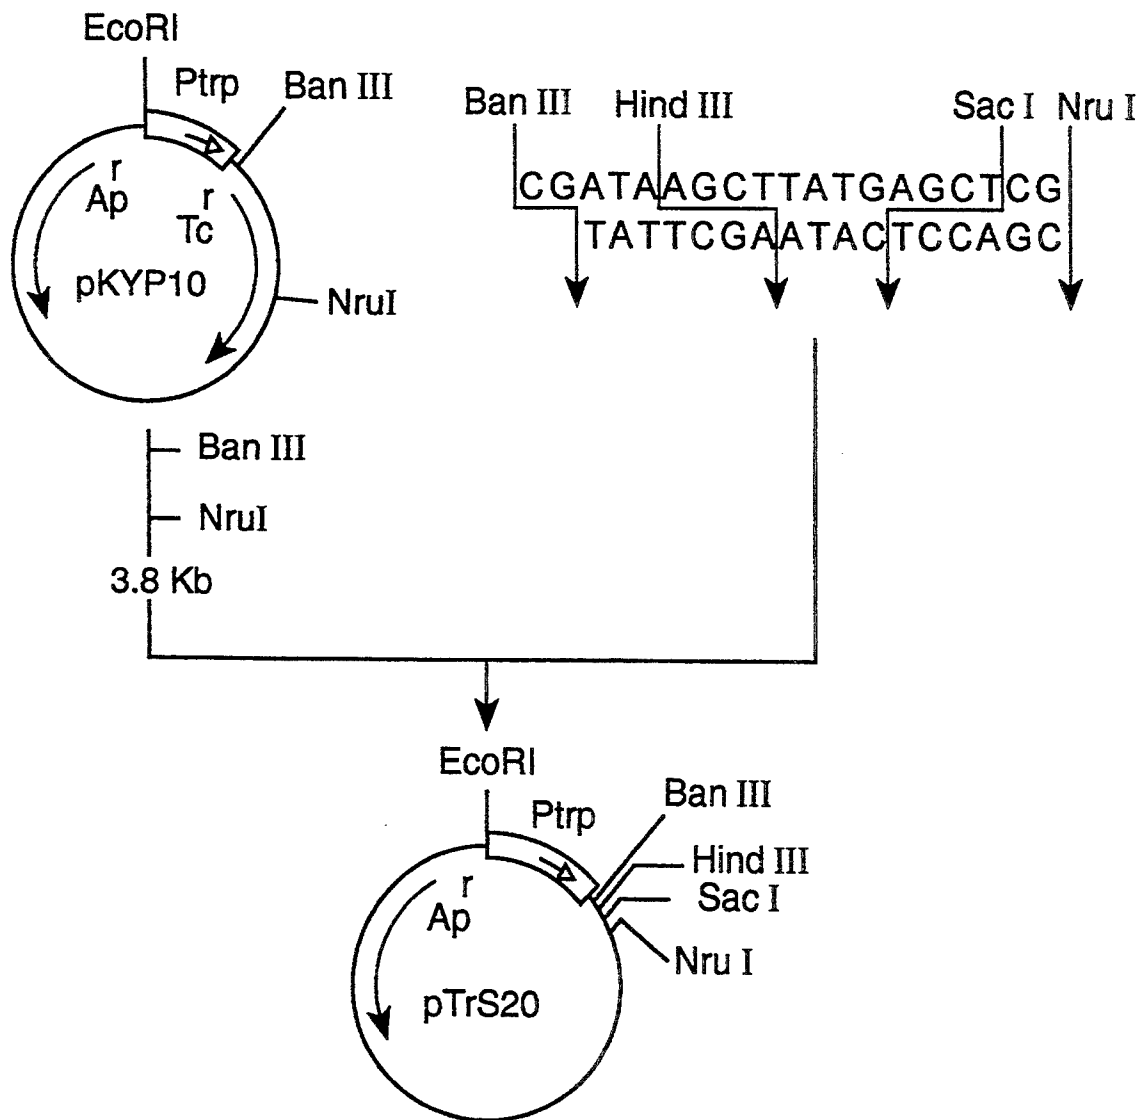 EcoRI
Ptrp
Ban III
r
Ap
r
Tc
pKYP10
NruI
Ban III Hind III Sac I Nru I
CGATAAGCTTATGAGCTCG
TATTCGAATACTCCAGC
Ban III
NruI
3.8 Kb
EcoRI
Ptrp
Ban III
Hind III
Sac I
Nru I
r
Ap
pTrS20